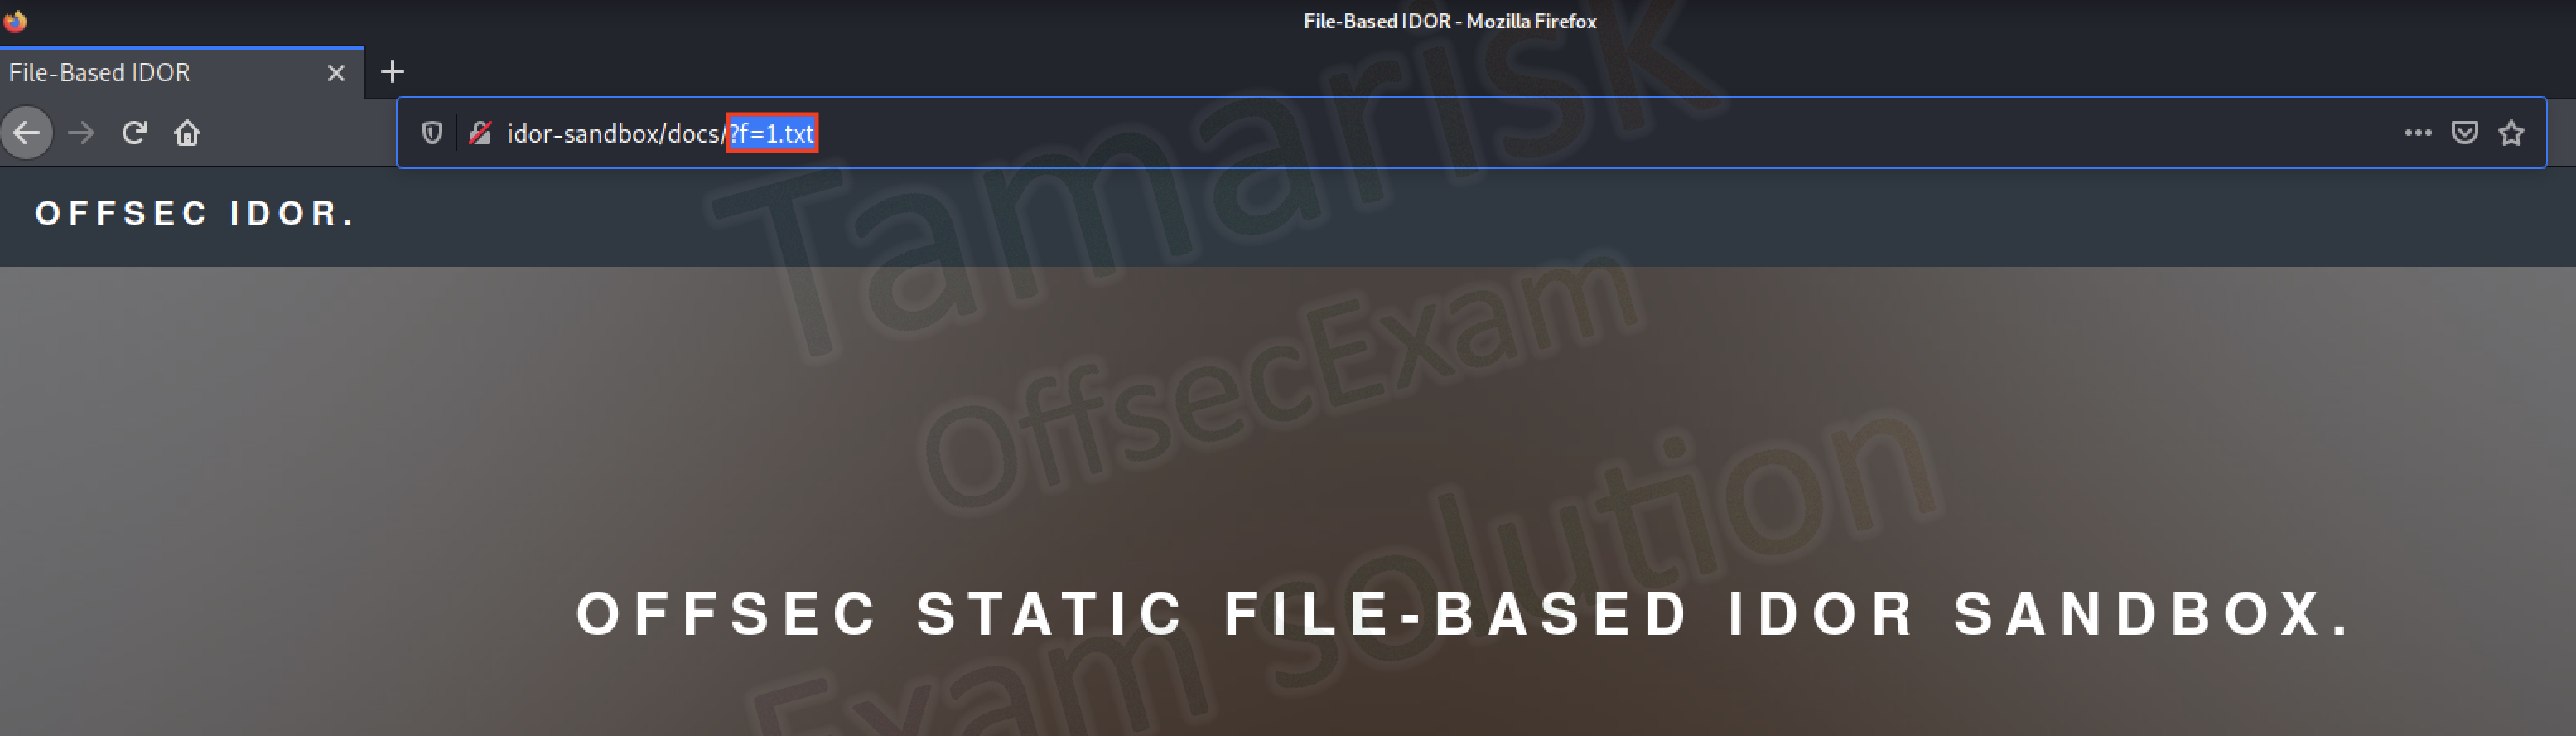 File-Based IDOR - Mozilla Firefox
File-Based IDOR
idor-sandbox/docs/?f=1.txt
OFFSEC IDOR.
Tamarisk
OffsecExam
OFFSEC STATIC FILE-BASED IDOR SANDBOX.
Exam solution